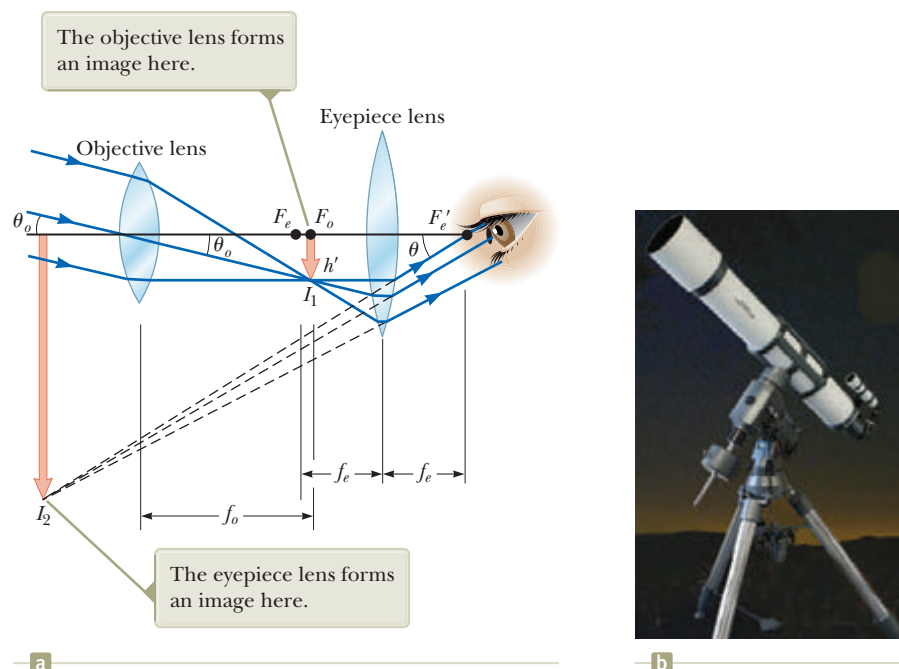 The objective lens forms
an image here.
Eyepiece lens
Objective lens
θo
Fe
Fo
F′e
θo
θ
h′
I1
fe
fe
I2
fo
The eyepiece lens forms
an image here.
a
b